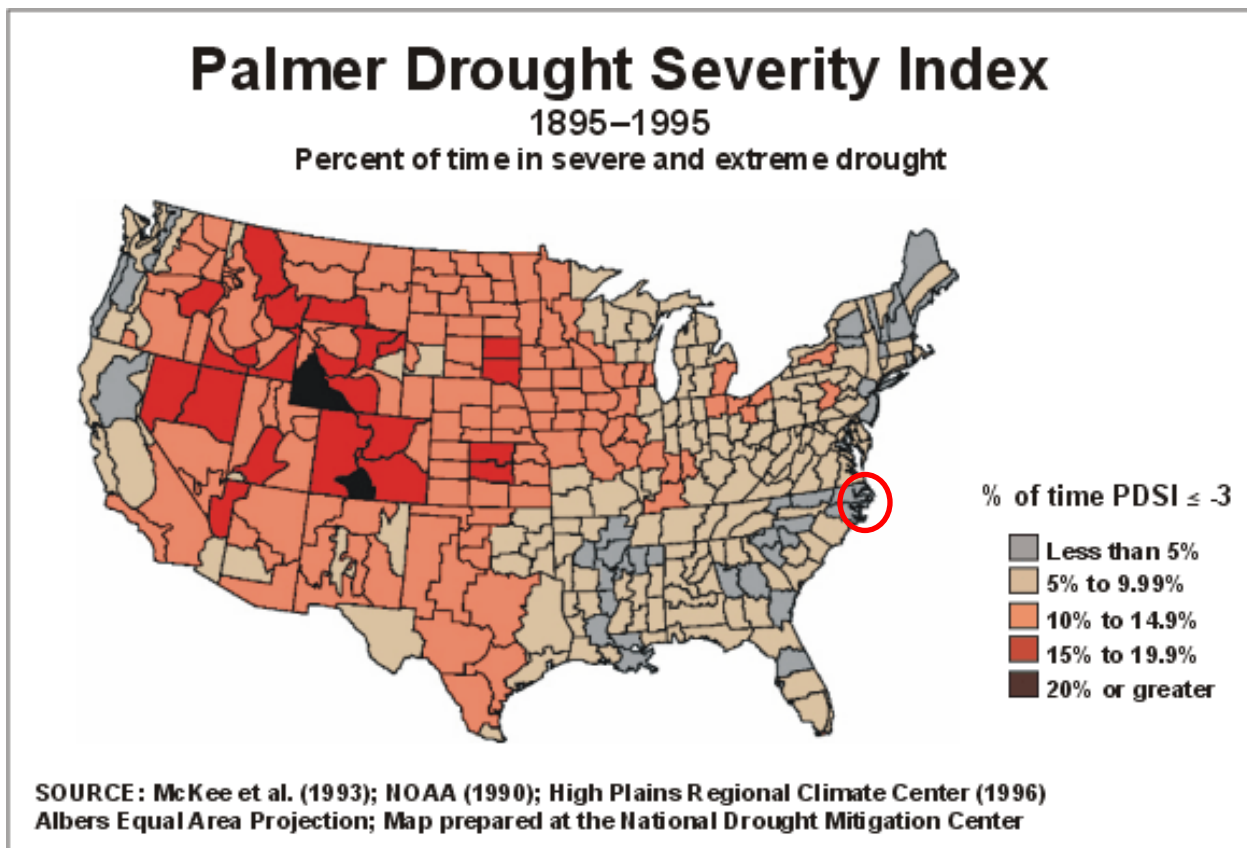 Palmer Drought Severity Index
1895–1995
Percent of time in severe and extreme drought
% of time PDSI ≤ -3
Less than 5%
5% to 9.99%
10% to 14.9%
15% to 19.9%
20% or greater
SOURCE: McKee et al. (1993); NOAA (1990); High Plains Regional Climate Center (1996)
Albers Equal Area Projection; Map prepared at the National Drought Mitigation Center